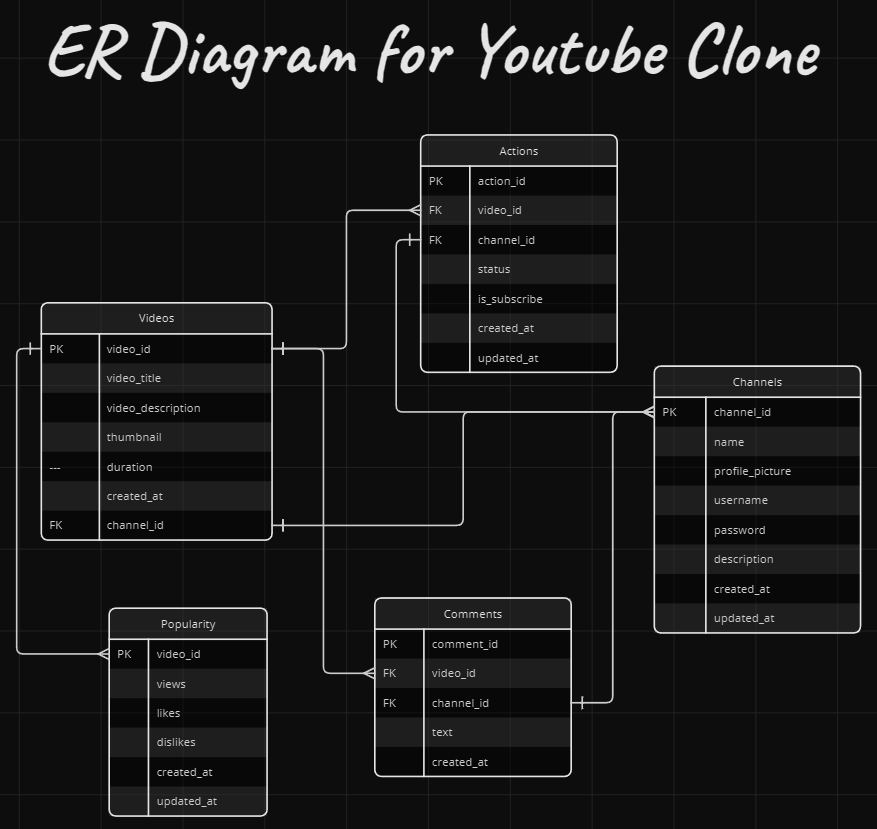 ER Diagram for Youtube Clone
Actions
PK action_id
FK video_id
FK channel_id
status
is_subscribe
created_at
updated_at
Videos
PK video_id
video_title
video_description
thumbnail
--- duration
created_at
FK channel_id
Channels
PK channel_id
name
profile_picture
username
password
description
created_at
updated_at
Popularity
PK video_id
views
likes
dislikes
created_at
updated_at
Comments
PK comment_id
FK video_id
FK channel_id
text
created_at